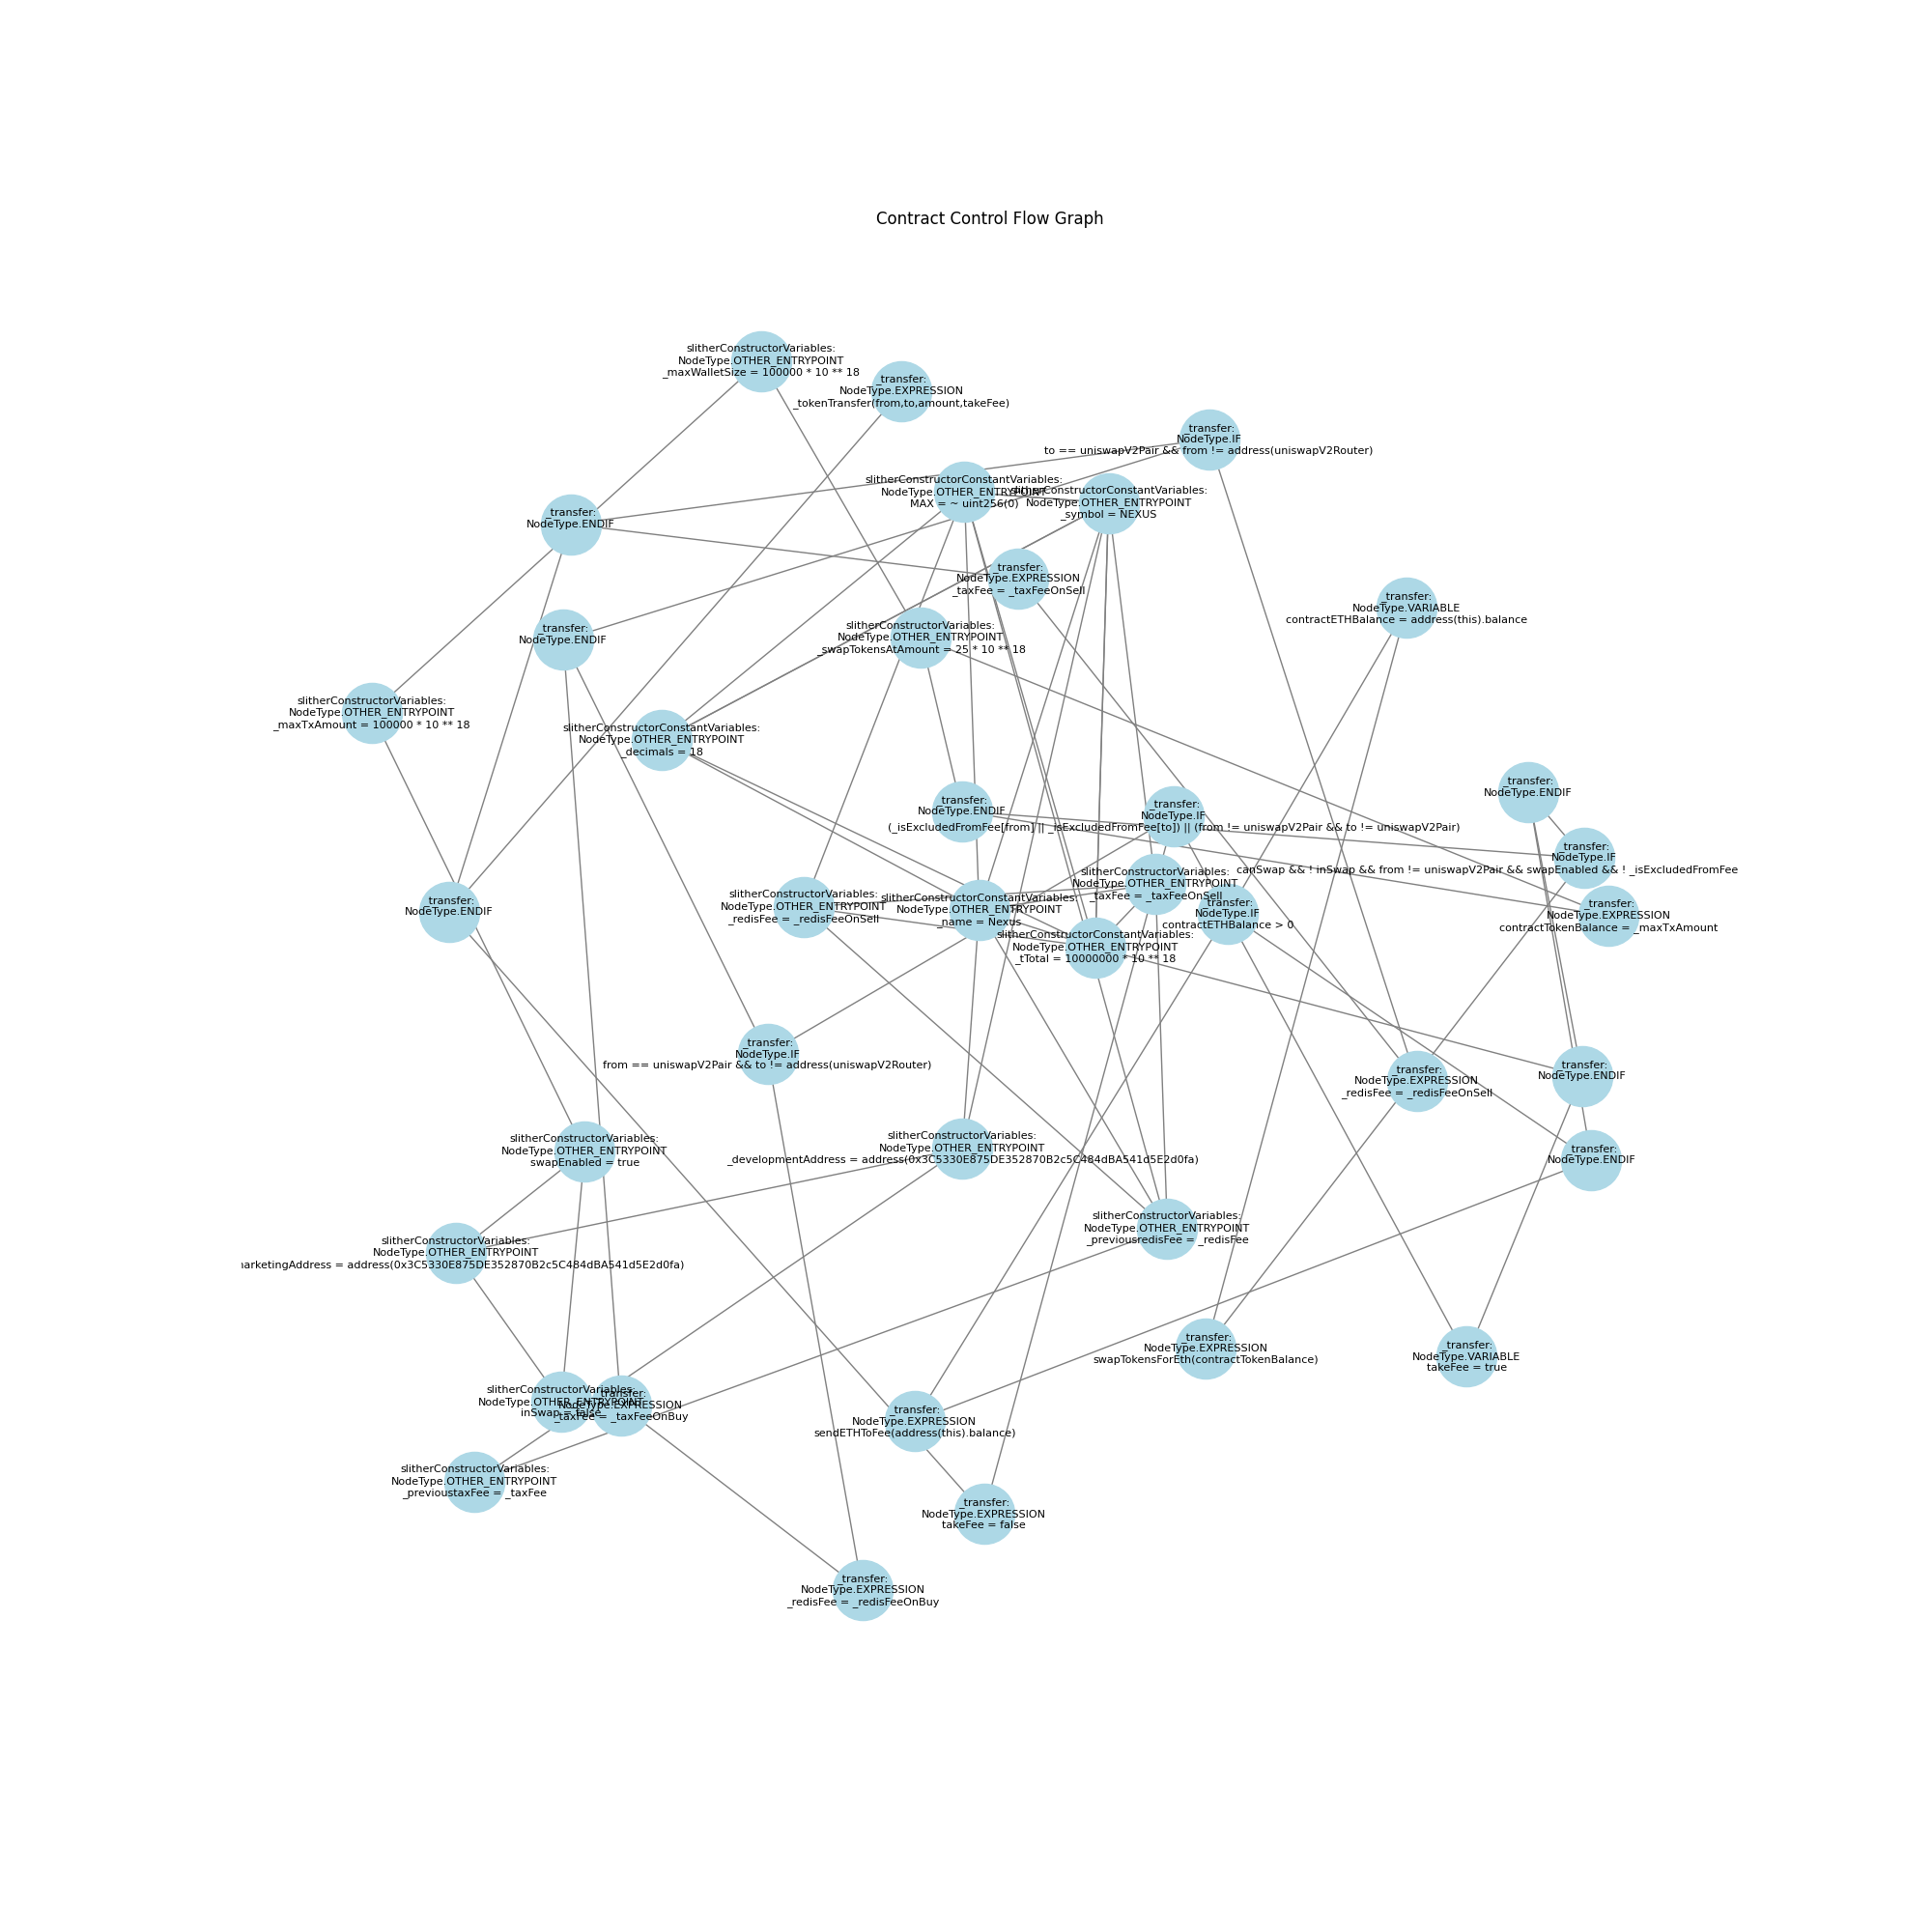 Contract Control Flow Graph
slitherConstructorVariables:
NodeType.OTHER_ENTRYPOINT
_maxWalletSize = 100000 * 10 ** 18
_transfer:
NodeType.EXPRESSION
_tokenTransfer(from,to,amount,takeFee)
_transfer:
NodeType.IF
to == uniswapV2Pair && from != address(uniswapV2Router)
slitherConstructorConstantVariables:
NodeType.OTHER_ENTRYPOINT
MAX = ~ uint256(0)
slitherConstructorConstantVariables:
NodeType.OTHER_ENTRYPOINT
_symbol = NEXUS
_transfer:
NodeType.ENDIF
_transfer:
NodeType.EXPRESSION
_taxFee = _taxFeeOnSell
_transfer:
NodeType.VARIABLE
contractETHBalance = address(this).balance
_transfer:
NodeType.ENDIF
slitherConstructorVariables:
NodeType.OTHER_ENTRYPOINT
_swapTokensAtAmount = 25 * 10 ** 18
slitherConstructorVariables:
NodeType.OTHER_ENTRYPOINT
_maxTxAmount = 100000 * 10 ** 18
slitherConstructorConstantVariables:
NodeType.OTHER_ENTRYPOINT
_decimals = 18
_transfer:
NodeType.ENDIF
_transfer:
NodeType.ENDIF
_transfer:
NodeType.IF
(_isExcludedFromFee[from] || _isExcludedFromFee[to]) || (from != uniswapV2Pair && to != uniswapV2Pair)
_transfer:
NodeType.IF
canSwap && ! inSwap && from != uniswapV2Pair && swapEnabled && ! _isExcludedFromFee
slitherConstructorVariables:
NodeType.OTHER_ENTRYPOINT
_taxFee = _taxFeeOnSell
_transfer:
NodeType.ENDIF
slitherConstructorVariables:
NodeType.OTHER_ENTRYPOINT
_redisFee = _redisFeeOnSell
slitherConstructorConstantVariables:
NodeType.OTHER_ENTRYPOINT
_name = Nexus
_transfer:
NodeType.IF
contractETHBalance > 0
_transfer:
NodeType.EXPRESSION
contractTokenBalance = _maxTxAmount
slitherConstructorConstantVariables:
NodeType.OTHER_ENTRYPOINT
_tTotal = 10000000 * 10 ** 18
_transfer:
NodeType.IF
from == uniswapV2Pair && to != address(uniswapV2Router)
_transfer:
NodeType.EXPRESSION
_redisFee = _redisFeeOnSell
_transfer:
NodeType.ENDIF
slitherConstructorVariables:
NodeType.OTHER_ENTRYPOINT
swapEnabled = true
slitherConstructorVariables:
NodeType.OTHER_ENTRYPOINT
_developmentAddress = address(0x3C5330E875DE352870B2c5C484dBA541d5E2d0fa)
_transfer:
NodeType.ENDIF
slitherConstructorVariables:
NodeType.OTHER_ENTRYPOINT
_previousredisFee = _redisFee
slitherConstructorVariables:
NodeType.OTHER_ENTRYPOINT
arketingAddress = address(0x3C5330E875DE352870B2c5C484dBA541d5E2d0fa)
_transfer:
NodeType.EXPRESSION
swapTokensForEth(contractTokenBalance)
_transfer:
NodeType.VARIABLE
takeFee = true
slitherConstructorVariables:
NodeType.OTHER_ENTRYPOINT
inSwap = false
_transfer:
NodeType.EXPRESSION
_taxFee = _taxFeeOnBuy
_transfer:
NodeType.EXPRESSION
sendETHToFee(address(this).balance)
slitherConstructorVariables:
NodeType.OTHER_ENTRYPOINT
_previoustaxFee = _taxFee
_transfer:
NodeType.EXPRESSION
takeFee = false
_transfer:
NodeType.EXPRESSION
_redisFee = _redisFeeOnBuy